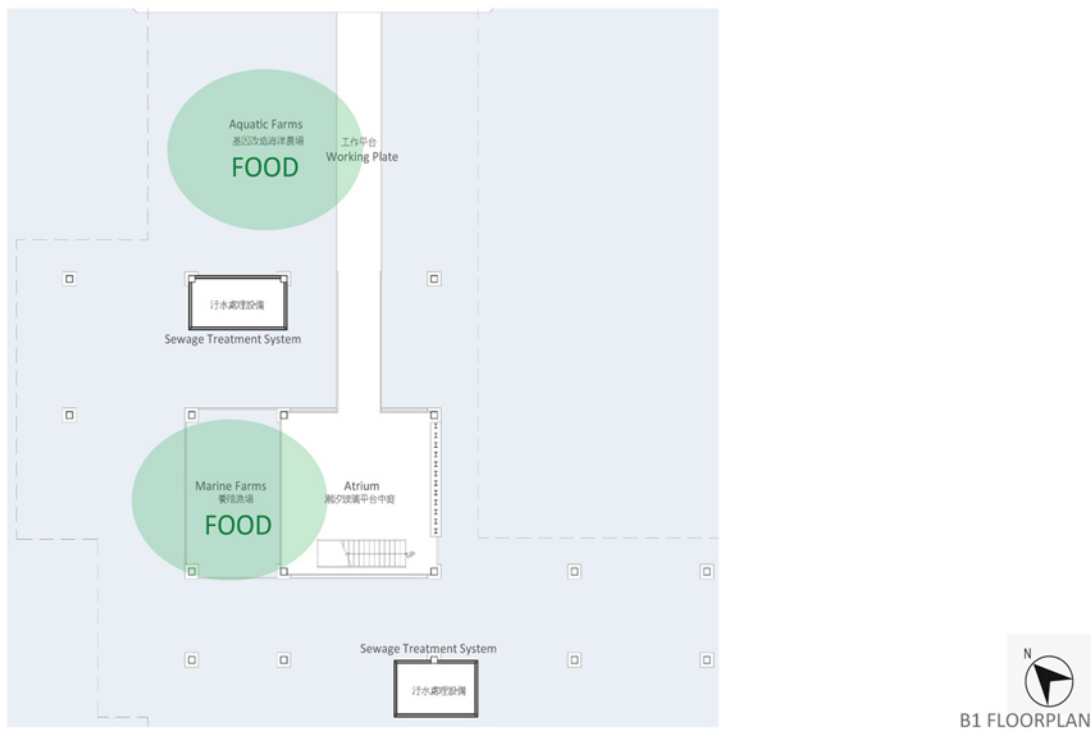 Aquatic Farms
基因改造海洋農場
FOOD
工作平台
Working Plate
汙水處理設備
Sewage Treatment System
Marine Farms
養殖漁場
FOOD
Atrium
潮汐玻璃平台中庭
UP
Sewage Treatment System
汙水處理設備
N
B1 FLOORPLAN